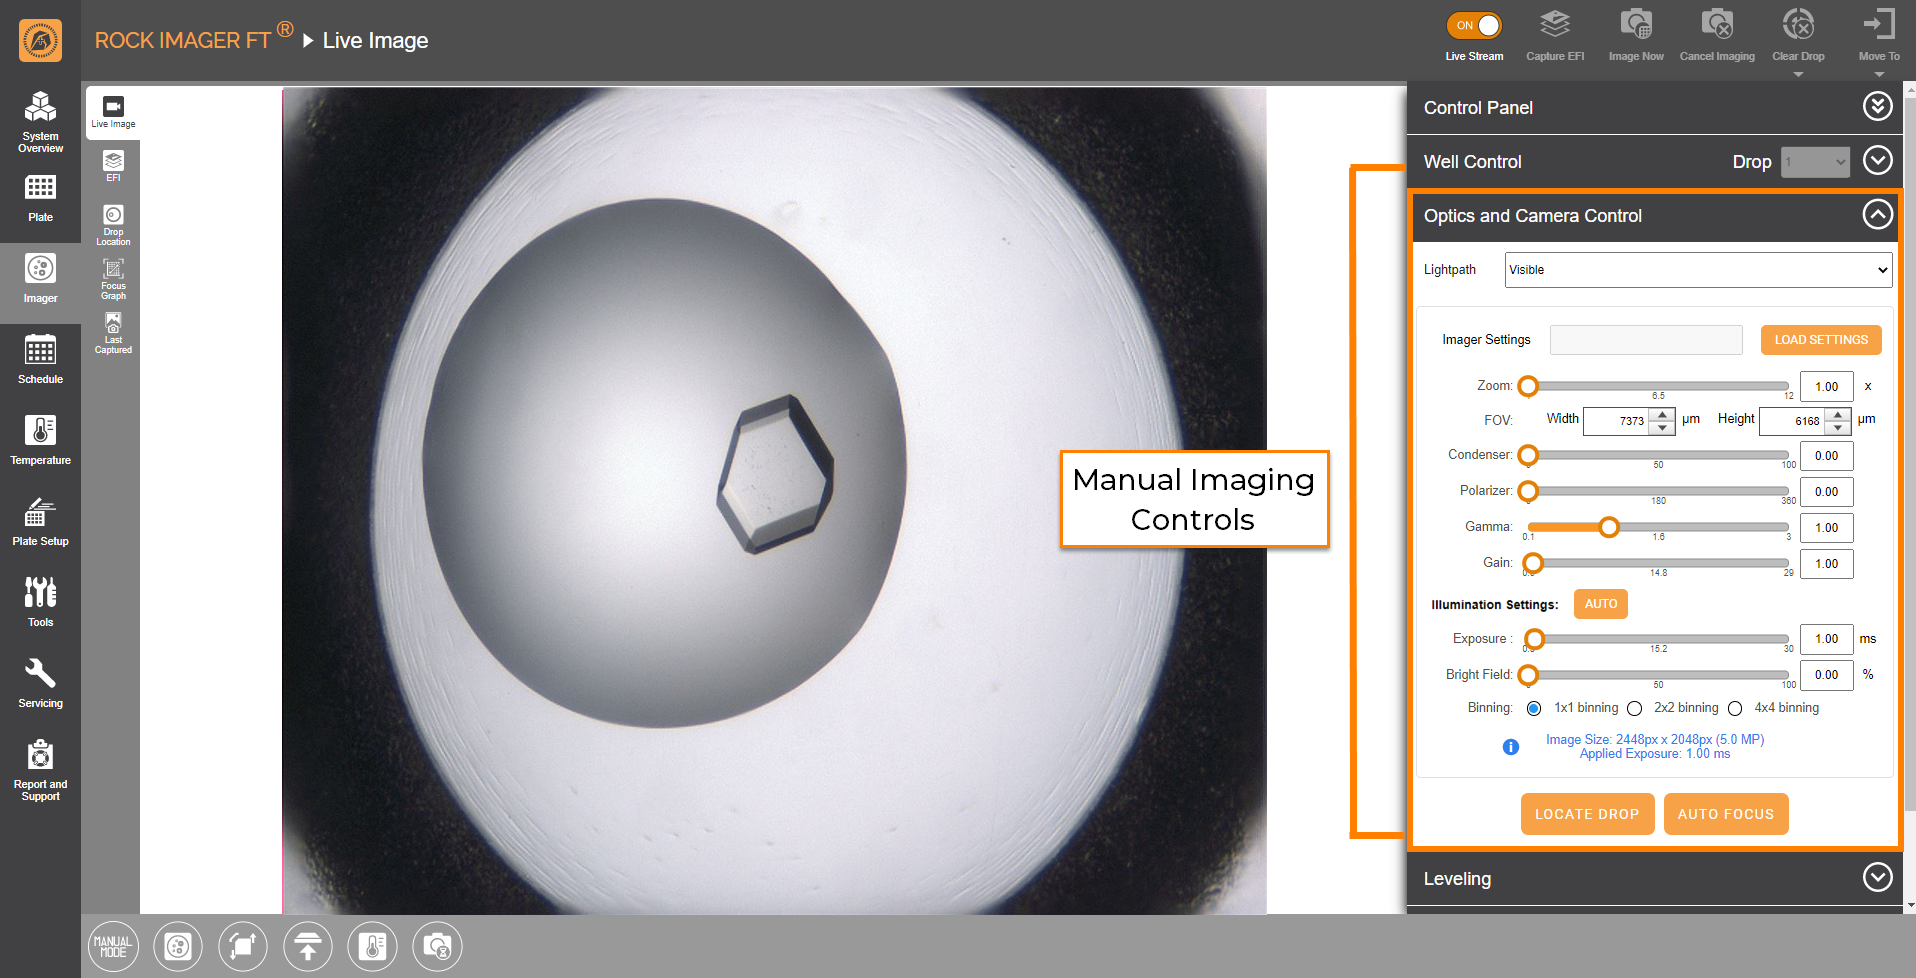 ROCK IMAGER FT ® Live Image
ON
Live Stream
Capture EFI
Image Now
Cancel Imaging
Clear Drop
Move To
System
Overview
Plate
Imager
Schedule
Temperature
Plate Setup
Tools
Servicing
Report and
Support
Live Image
EFI
Drop
Location
Focus
Graph
Last
Captured
Manual Imaging
Controls
Control Panel
Well Control Drop 1
Optics and Camera Control
Lightpath Visible
Imager Settings LOAD SETTINGS
Zoom: 1.00 x
6.5 12
FOV: Width 7373 µm Height 6168 µm
Condenser: 0.00
50 100
Polarizer: 0.00
180 360
Gamma: 1.00
0.1 1.6 3
Gain: 1.00
14.8 29
Illumination Settings: AUTO
Exposure : 1.00 ms
15.2 30
Bright Field: 0.00 %
50 100
Binning: 1x1 binning 2x2 binning 4x4 binning
Image Size: 2448px x 2048px (5.0 MP)
Applied Exposure: 1.00 ms
LOCATE DROP AUTO FOCUS
Leveling
MANUAL
MODE